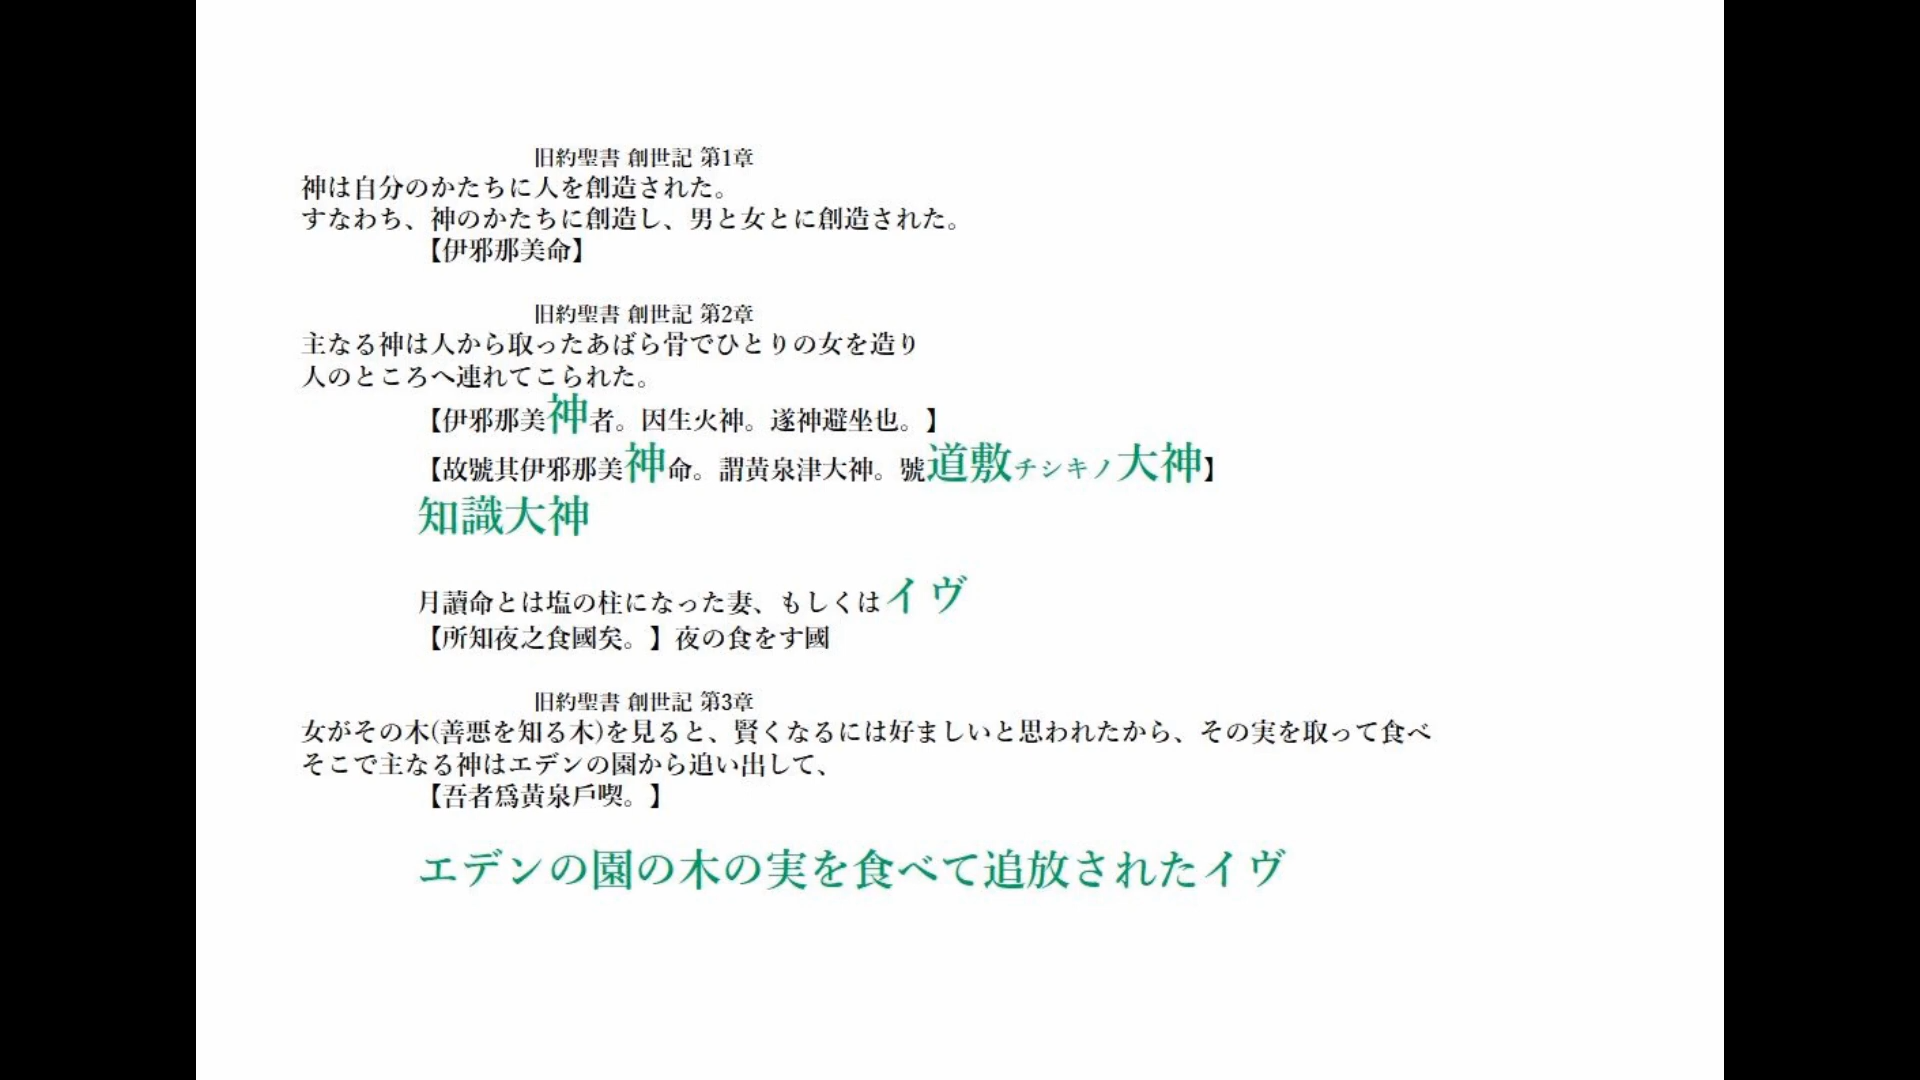 旧約聖書 創世記 第1章
神は自分のかたちに人を創造された。
すなわち、神のかたちに創造し、男と女とに創造された。
【伊邪那美命】
旧約聖書 創世記 第2章
主なる神は人から取ったあばら骨でひとりの女を造り
人のところへ連れてこられた。
【伊邪那美神者。因生火神。遂神避坐也。】
【故號其伊邪那美神命。謂黄泉津大神。號道敷チシキノ大神】
知識大神
月讀命とは塩の柱になった妻、もしくはイヴ
【所知夜之食國矣。】夜の食をす國
旧約聖書 創世記 第3章
女がその木(善悪を知る木)を見ると、賢くなるには好ましいと思われたから、その実を取って食べ
そこで主なる神はエデンの園から追い出して、
【吾者爲黄泉戶喫。】
エデンの園の木の実を食べて追放されたイヴ